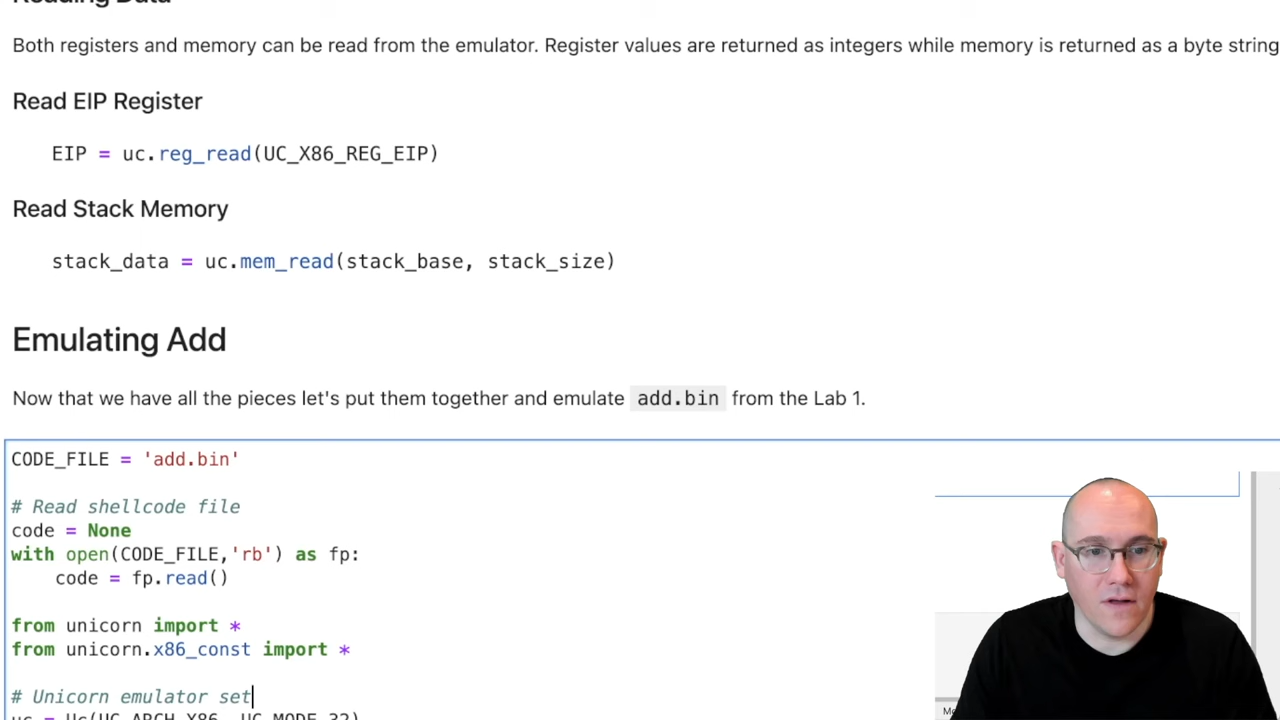 Reading Data
Both registers and memory can be read from the emulator. Register values are returned as integers while memory is returned as a byte string
Read EIP Register
EIP = uc.reg_read(UC_X86_REG_EIP)
Read Stack Memory
stack_data = uc.mem_read(stack_base, stack_size)
Emulating Add
Now that we have all the pieces let's put them together and emulate add.bin from the Lab 1.
CODE_FILE = 'add.bin'
# Read shellcode file
code = None
with open(CODE_FILE,'rb') as fp:
    code = fp.read()
from unicorn import *
from unicorn.x86_const import *
# Unicorn emulator set
uc = Uc(UC_ARCH_X86, UC_MODE_32)